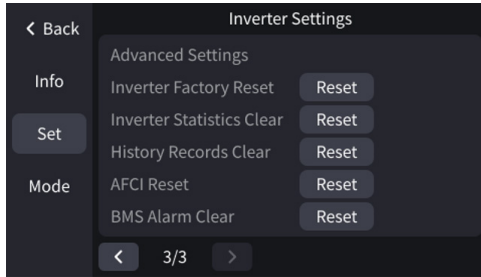 Inverter Settings
< Back
Info
Set
Mode
Advanced Settings
Inverter Factory Reset Reset
Inverter Statistics Clear Reset
History Records Clear Reset
AFCI Reset Reset
BMS Alarm Clear Reset
< 3/3 >